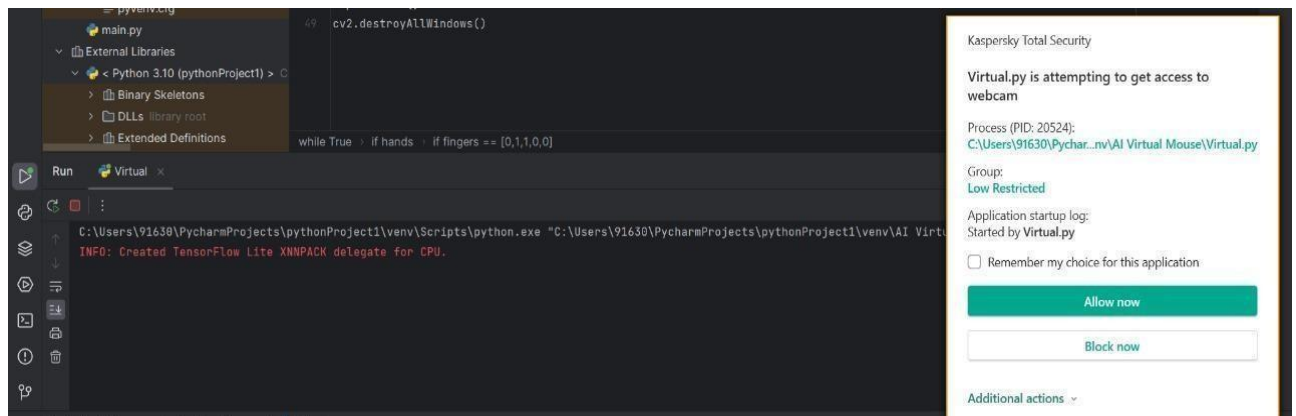 pyvenv.cfg
main.py
External Libraries
< Python 3.10 (pythonProject1) > C
Binary Skeletons
DLLs library root
Extended Definitions
49 cv2.destroyAllWindows()
while True > if hands > if fingers == [0,1,1,0,0]
Run Virtual
C:\Users\91630\PycharmProjects\pythonProject1\venv\Scripts\python.exe "C:\Users\91630\PycharmProjects\pythonProject1\venv\AI Virtu
INFO: Created TensorFlow Lite XNNPACK delegate for CPU.
Kaspersky Total Security
Virtual.py is attempting to get access to
webcam
Process (PID: 20524):
C:\Users\91630\Pychar...nv\AI Virtual Mouse\Virtual.py
Group:
Low Restricted
Application startup log:
Started by Virtual.py
Remember my choice for this application
Allow now
Block now
Additional actions